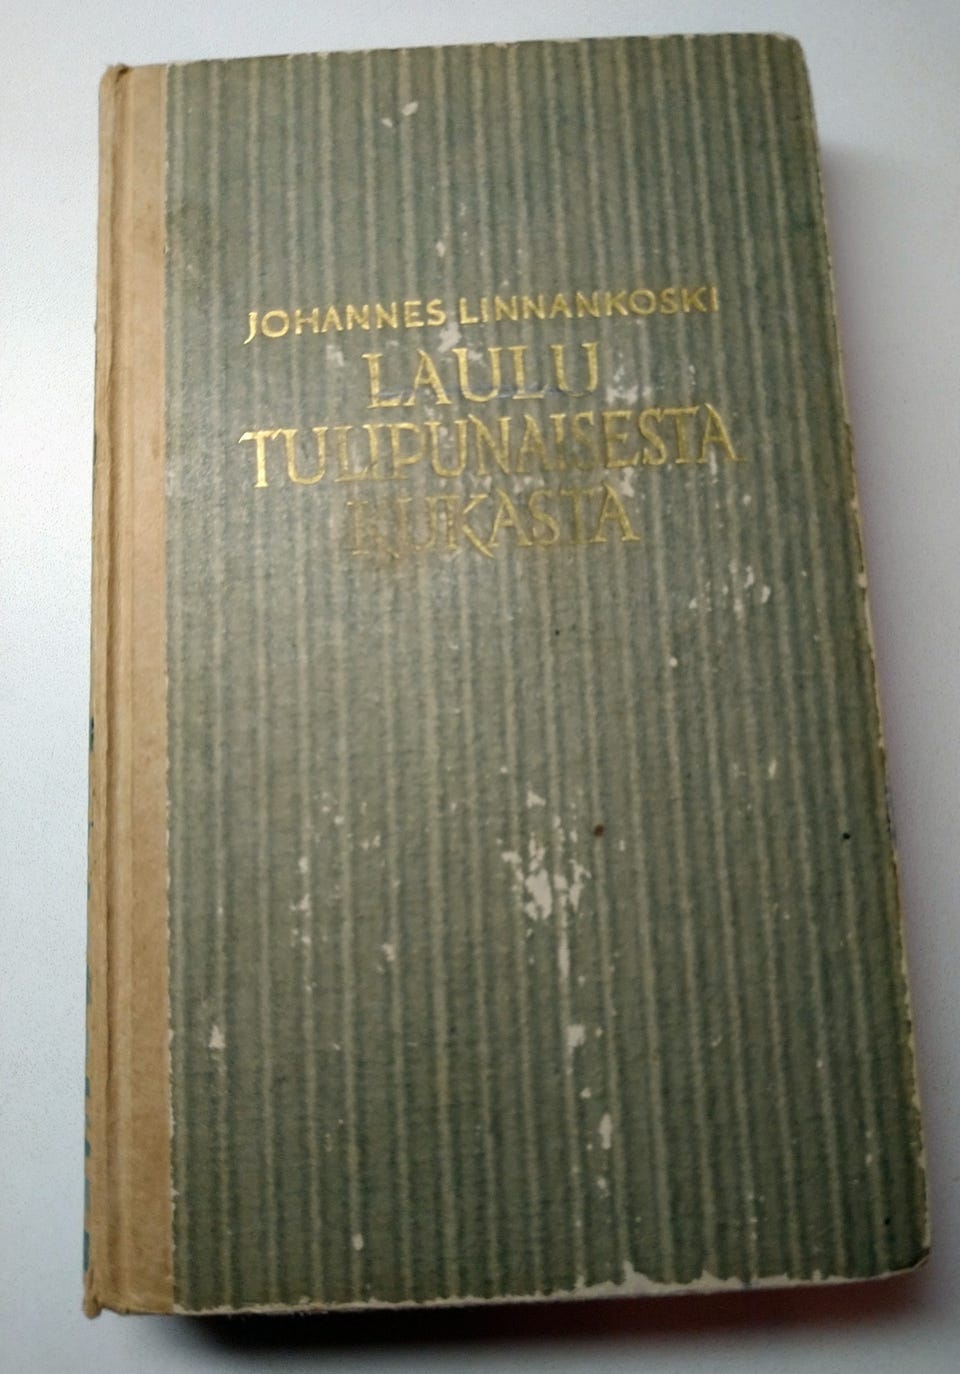 JOHANNES LINNANKOSKI
LAULU
TULIPUNAISESTA
KUKASTA